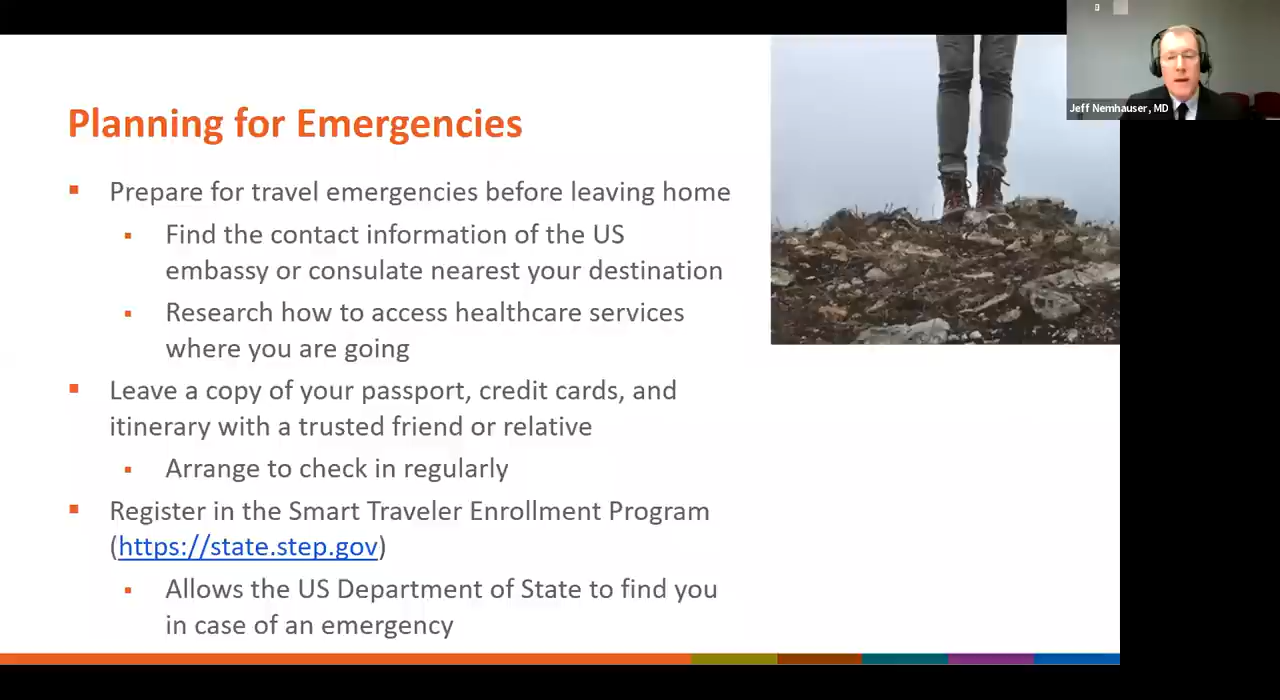 Jeff Nemhauser, MD
Planning for Emergencies
Prepare for travel emergencies before leaving home
Find the contact information of the US
embassy or consulate nearest your destination
Research how to access healthcare services
where you are going
Leave a copy of your passport, credit cards, and
itinerary with a trusted friend or relative
Arrange to check in regularly
Register in the Smart Traveler Enrollment Program
(https://state.step.gov)
Allows the US Department of State to find you
in case of an emergency